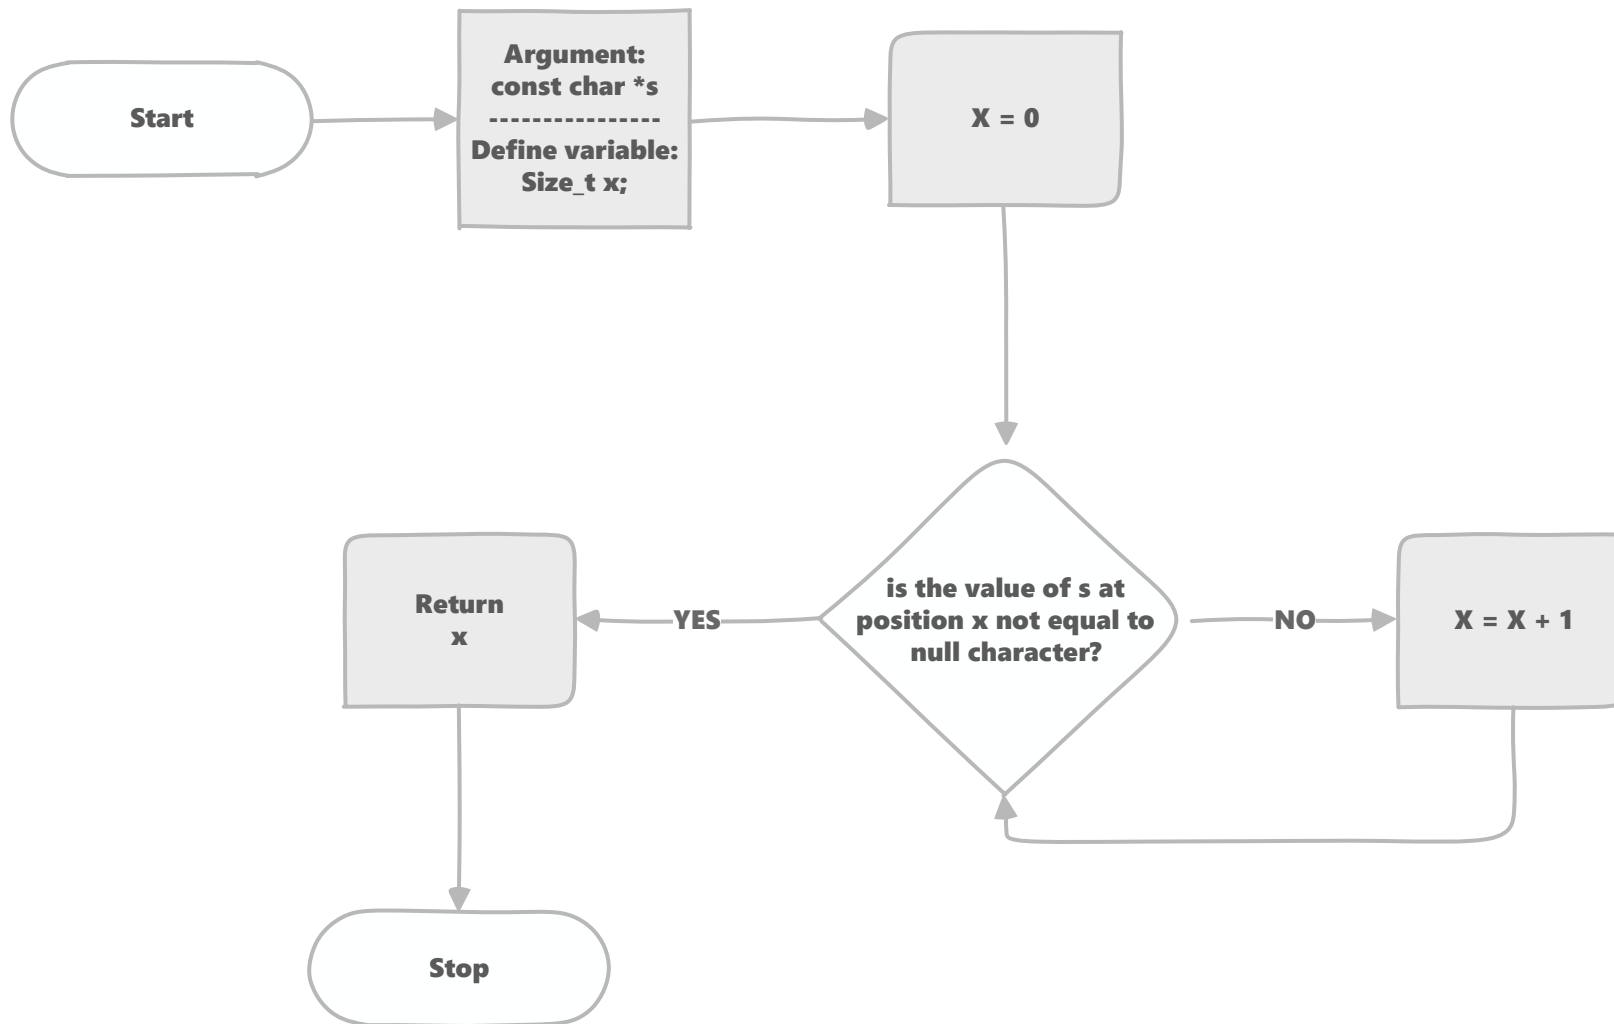 Start
Argument:
const char *s
----------------
Define variable:
Size_t x;
X = 0
is the value of s at
position x not equal to
null character?
YES
NO
Return
x
X = X + 1
Stop